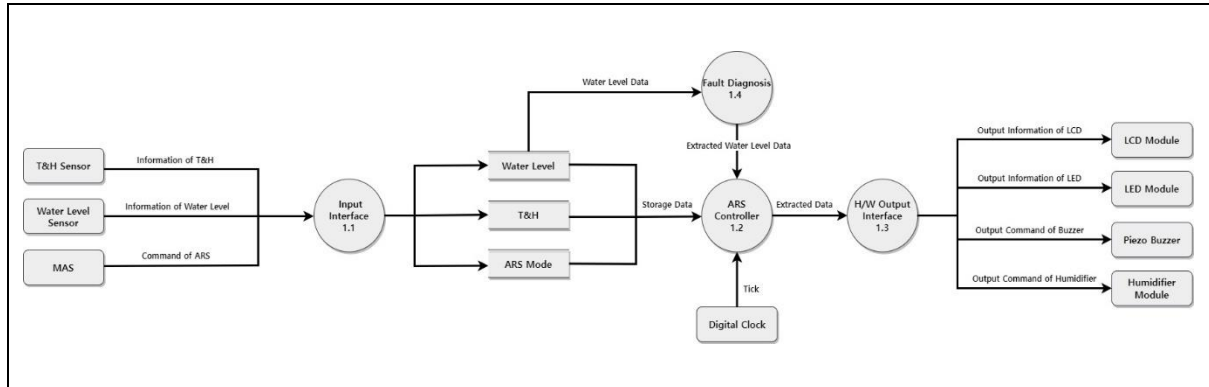 Water Level Data
Fault Diagnosis
1.4
Extracted Water Level Data
T&H Sensor
Information of T&H
Water Level
Sensor
Information of Water Level
MAS
Command of ARS
Input
Interface
1.1
Water Level
T&H
ARS Mode
Storage Data
ARS
Controller
1.2
Tick
Digital Clock
Extracted Data
H/W Output
Interface
1.3
Output Information of LCD
LCD Module
Output Information of LED
LED Module
Output Command of Buzzer
Piezo Buzzer
Output Command of Humidifier
Humidifier
Module